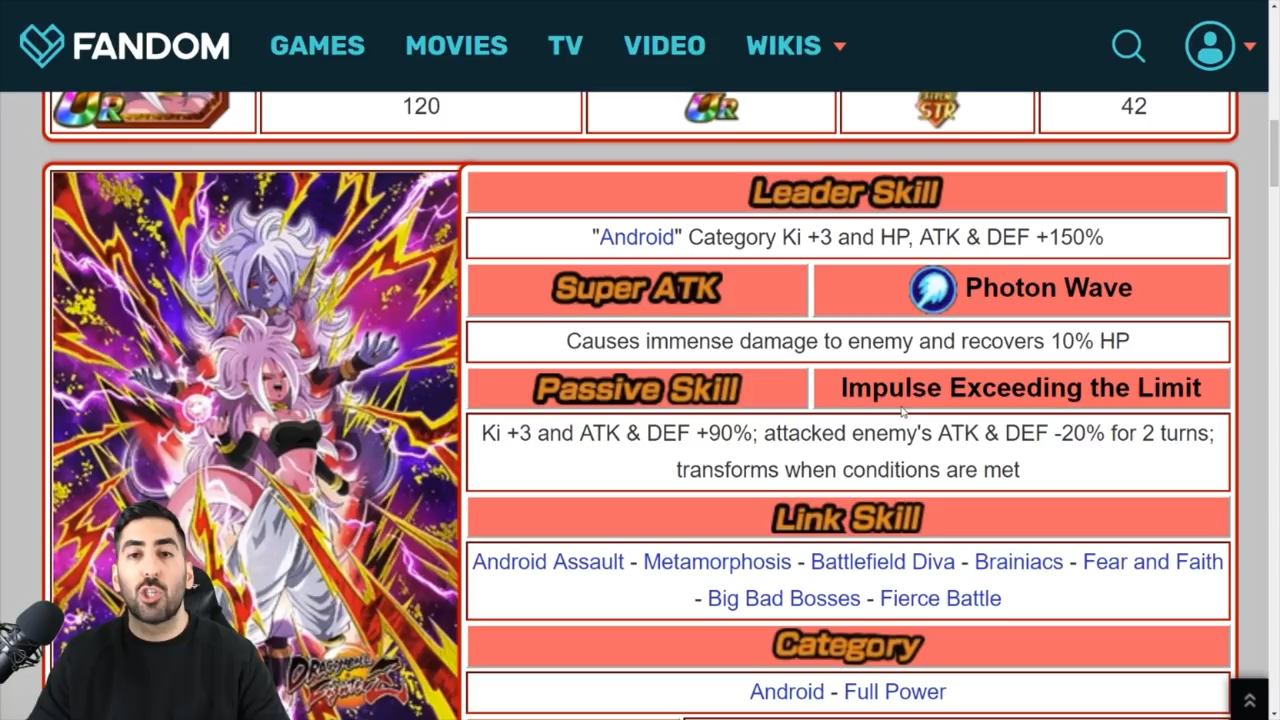 FANDOM GAMES MOVIES TV VIDEO WIKIS
UR 120 UR STR 42
Leader Skill
"Android" Category Ki +3 and HP, ATK & DEF +150%
Super ATK Photon Wave
Causes immense damage to enemy and recovers 10% HP
Passive Skill Impulse Exceeding the Limit
Ki +3 and ATK & DEF +90%; attacked enemy's ATK & DEF -20% for 2 turns;
transforms when conditions are met
Link Skill
Android Assault - Metamorphosis - Battlefield Diva - Brainiacs - Fear and Faith
- Big Bad Bosses - Fierce Battle
Category
Android - Full Power
DRAGONBALL